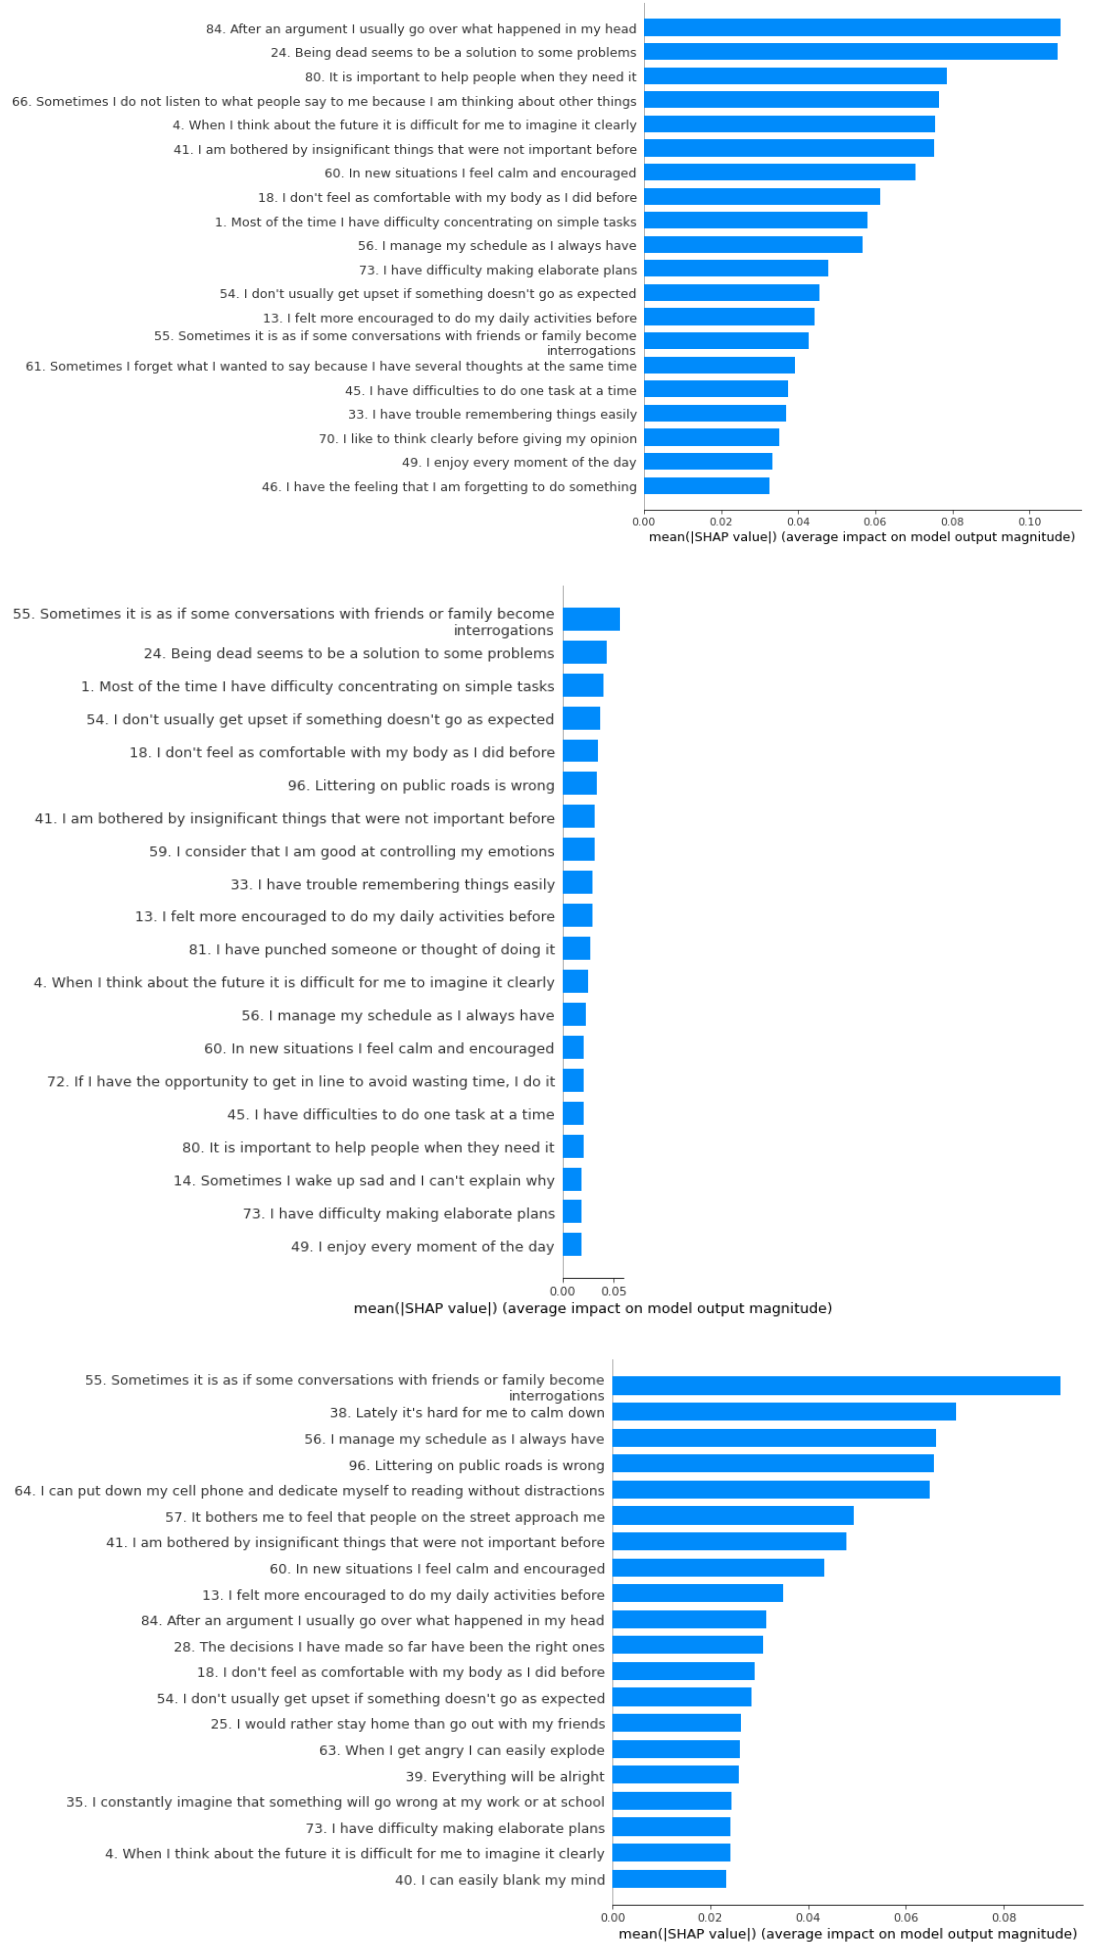 84. After an argument I usually go over what happened in my head
24. Being dead seems to be a solution to some problems
80. It is important to help people when they need it
66. Sometimes I do not listen to what people say to me because I am thinking about other things
4. When I think about the future it is difficult for me to imagine it clearly
41. I am bothered by insignificant things that were not important before
60. In new situations I feel calm and encouraged
18. I don't feel as comfortable with my body as I did before
1. Most of the time I have difficulty concentrating on simple tasks
56. I manage my schedule as I always have
73. I have difficulty making elaborate plans
54. I don't usually get upset if something doesn't go as expected
13. I felt more encouraged to do my daily activities before
55. Sometimes it is as if some conversations with friends or family become
interrogations
61. Sometimes I forget what I wanted to say because I have several thoughts at the same time
45. I have difficulties to do one task at a time
33. I have trouble remembering things easily
70. I like to think clearly before giving my opinion
49. I enjoy every moment of the day
46. I have the feeling that I am forgetting to do something
0.00 0.02 0.04 0.06 0.08 0.10
mean(|SHAP value|) (average impact on model output magnitude)
55. Sometimes it is as if some conversations with friends or family become
interrogations
24. Being dead seems to be a solution to some problems
1. Most of the time I have difficulty concentrating on simple tasks
54. I don't usually get upset if something doesn't go as expected
18. I don't feel as comfortable with my body as I did before
96. Littering on public roads is wrong
41. I am bothered by insignificant things that were not important before
59. I consider that I am good at controlling my emotions
33. I have trouble remembering things easily
13. I felt more encouraged to do my daily activities before
81. I have punched someone or thought of doing it
4. When I think about the future it is difficult for me to imagine it clearly
56. I manage my schedule as I always have
60. In new situations I feel calm and encouraged
72. If I have the opportunity to get in line to avoid wasting time, I do it
45. I have difficulties to do one task at a time
80. It is important to help people when they need it
14. Sometimes I wake up sad and I can't explain why
73. I have difficulty making elaborate plans
49. I enjoy every moment of the day
0.00 0.05
mean(|SHAP value|) (average impact on model output magnitude)
55. Sometimes it is as if some conversations with friends or family become
interrogations
38. Lately it's hard for me to calm down
56. I manage my schedule as I always have
96. Littering on public roads is wrong
64. I can put down my cell phone and dedicate myself to reading without distractions
57. It bothers me to feel that people on the street approach me
41. I am bothered by insignificant things that were not important before
60. In new situations I feel calm and encouraged
13. I felt more encouraged to do my daily activities before
84. After an argument I usually go over what happened in my head
28. The decisions I have made so far have been the right ones
18. I don't feel as comfortable with my body as I did before
54. I don't usually get upset if something doesn't go as expected
25. I would rather stay home than go out with my friends
63. When I get angry I can easily explode
39. Everything will be alright
35. I constantly imagine that something will go wrong at my work or at school
73. I have difficulty making elaborate plans
4. When I think about the future it is difficult for me to imagine it clearly
40. I can easily blank my mind
0.00 0.02 0.04 0.06 0.08
mean(|SHAP value|) (average impact on model output magnitude)